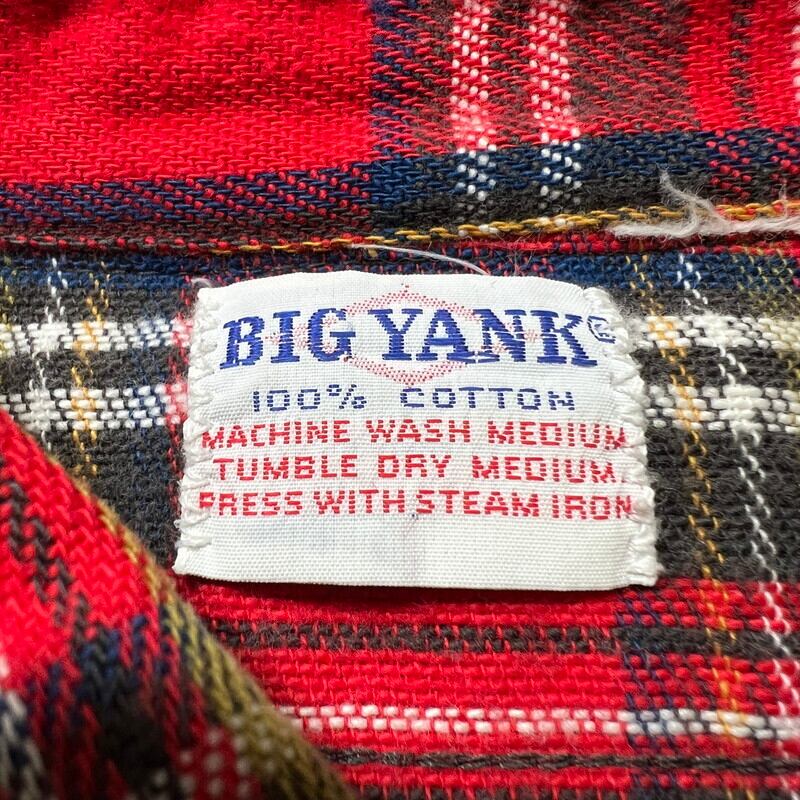 BIG YANK®
100% COTTON
MACHINE WASH MEDIUM
TUMBLE DRY MEDIUM.
PRESS WITH STEAM IRON